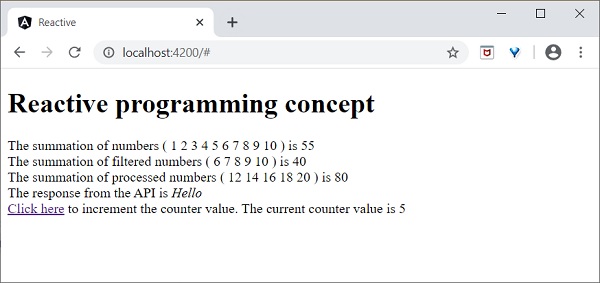 Reactive
localhost:4200/#
Reactive programming concept
The summation of numbers ( 1 2 3 4 5 6 7 8 9 10 ) is 55
The summation of filtered numbers ( 6 7 8 9 10 ) is 40
The summation of processed numbers ( 12 14 16 18 20 ) is 80
The response from the API is Hello
Click here to increment the counter value. The current counter value is 5